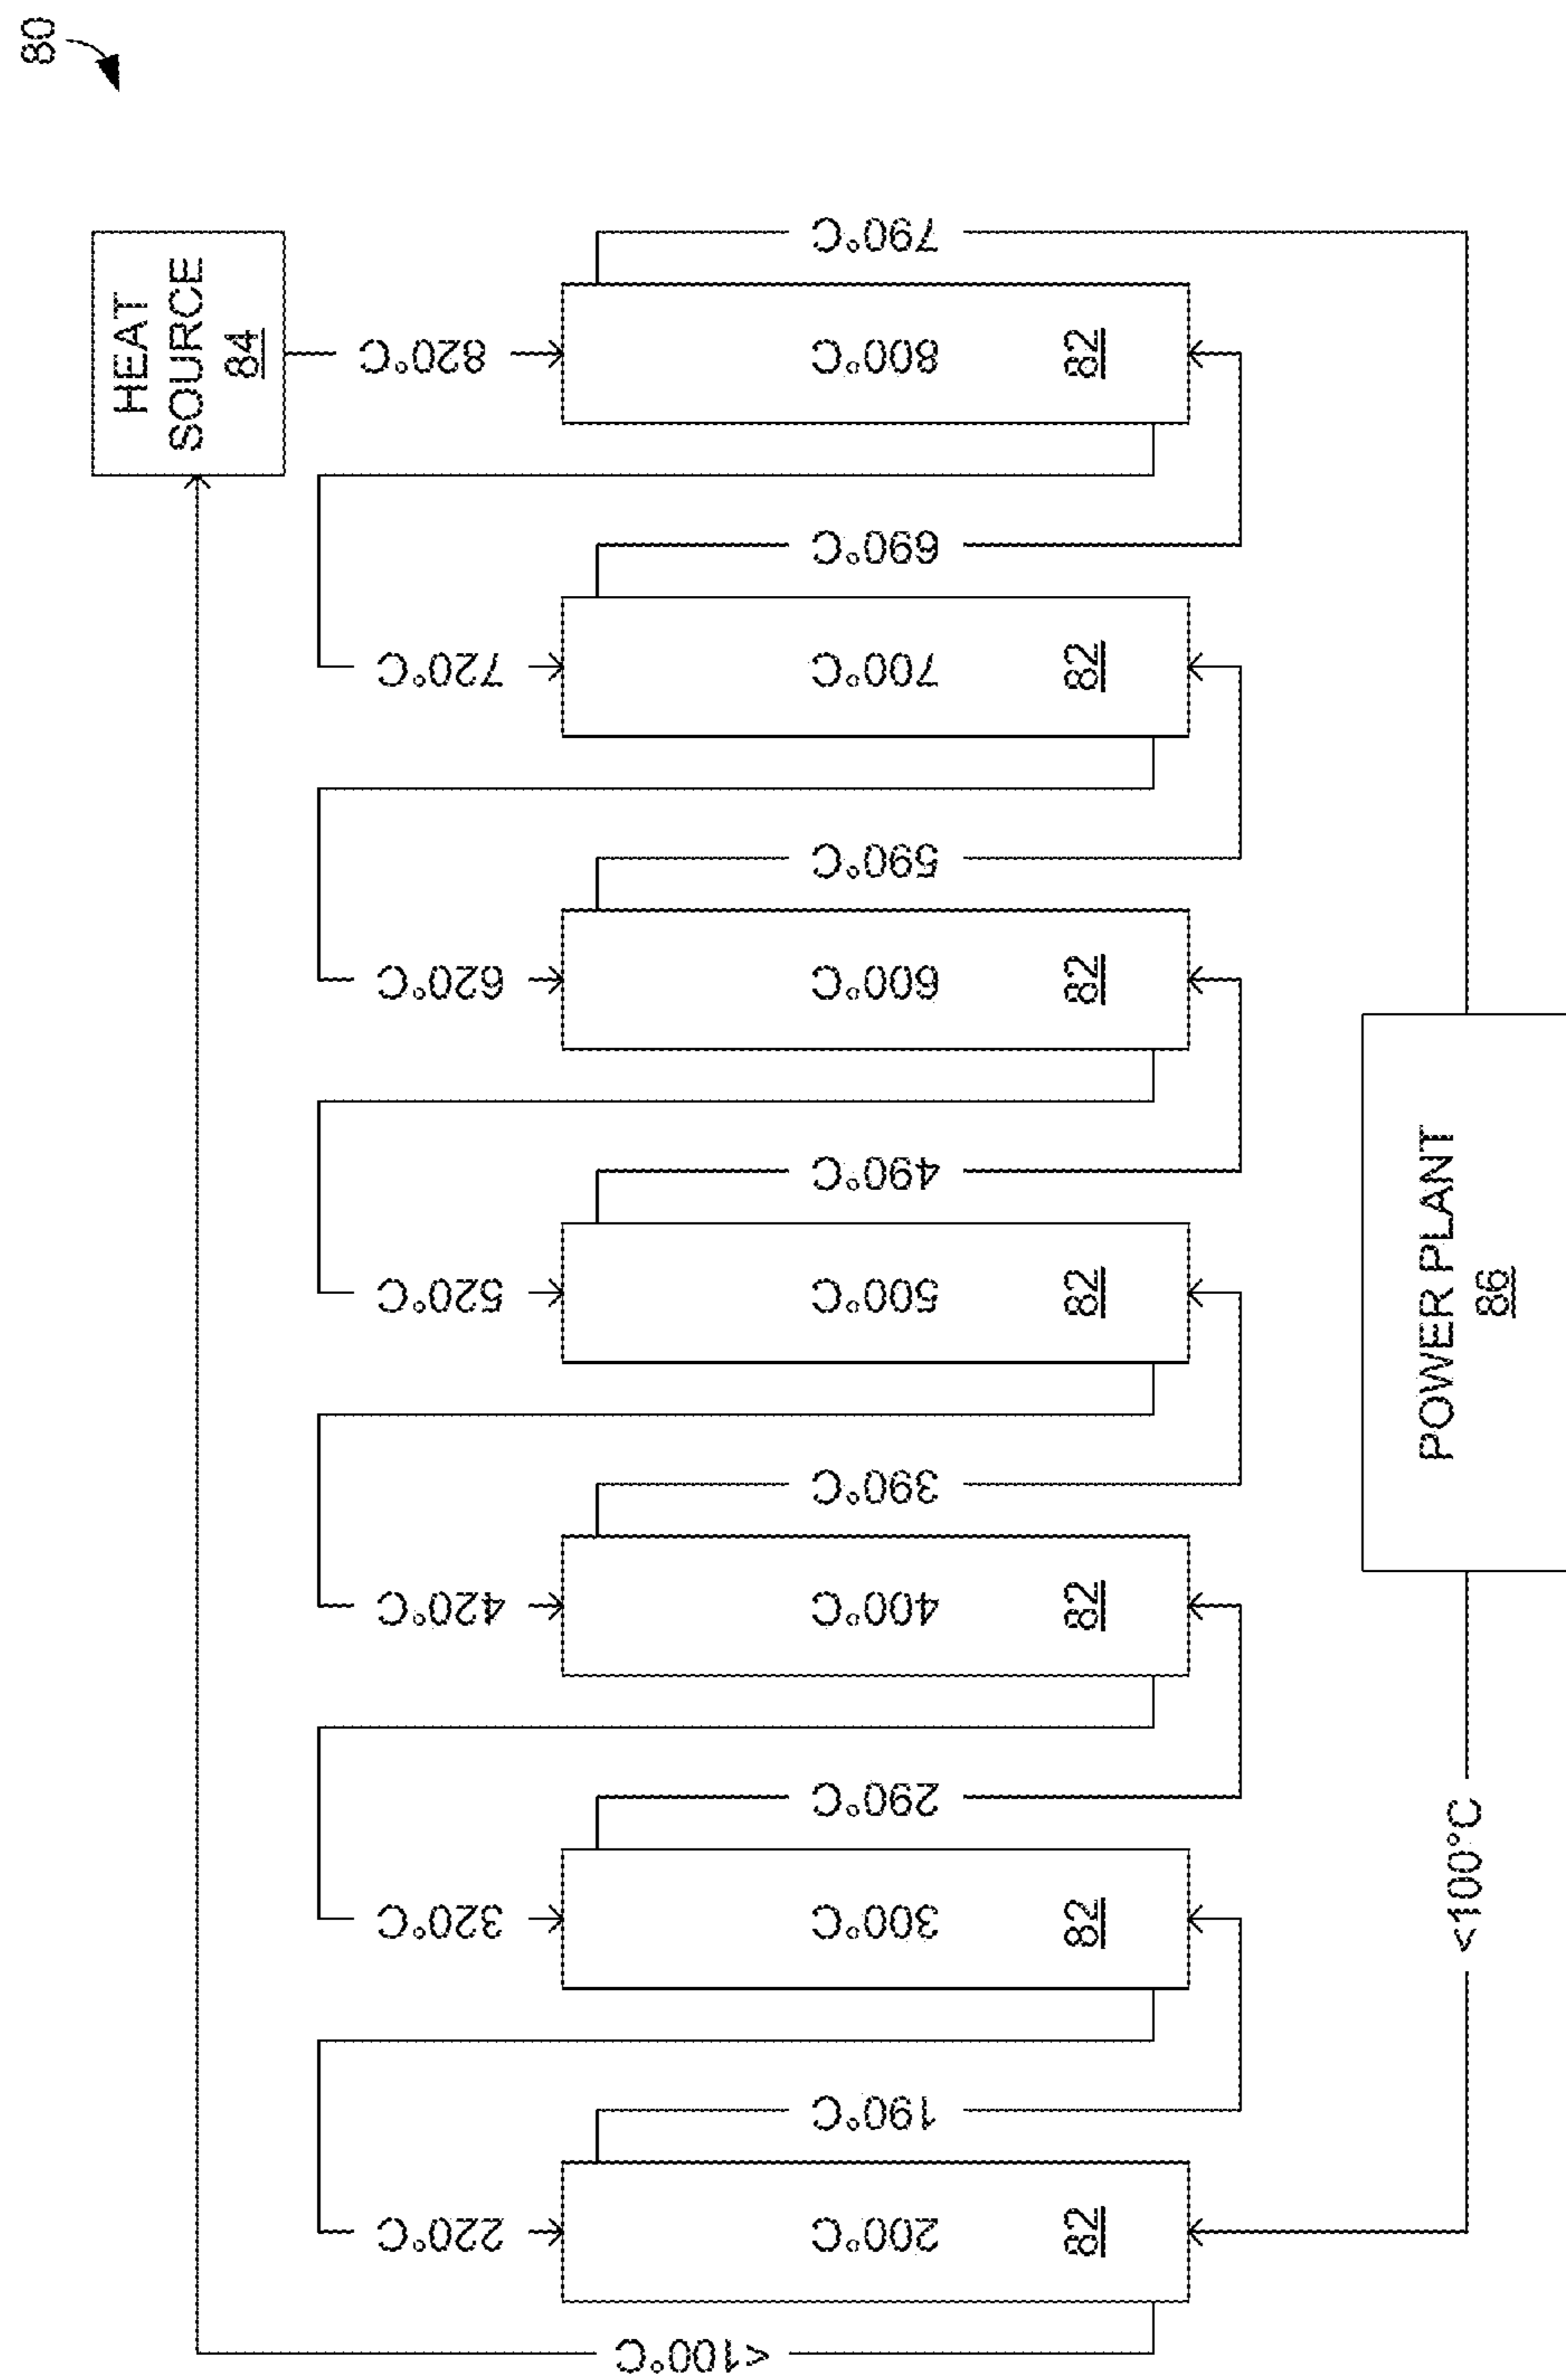 80
HEAT
SOURCE
84
820°C
720°C
620°C
520°C
420°C
320°C
220°C
<100°C
790°C
690°C
590°C
490°C
390°C
290°C
190°C
800°C
82
700°C
82
600°C
82
500°C
82
400°C
82
300°C
82
200°C
82
POWER PLANT
86
<100°C